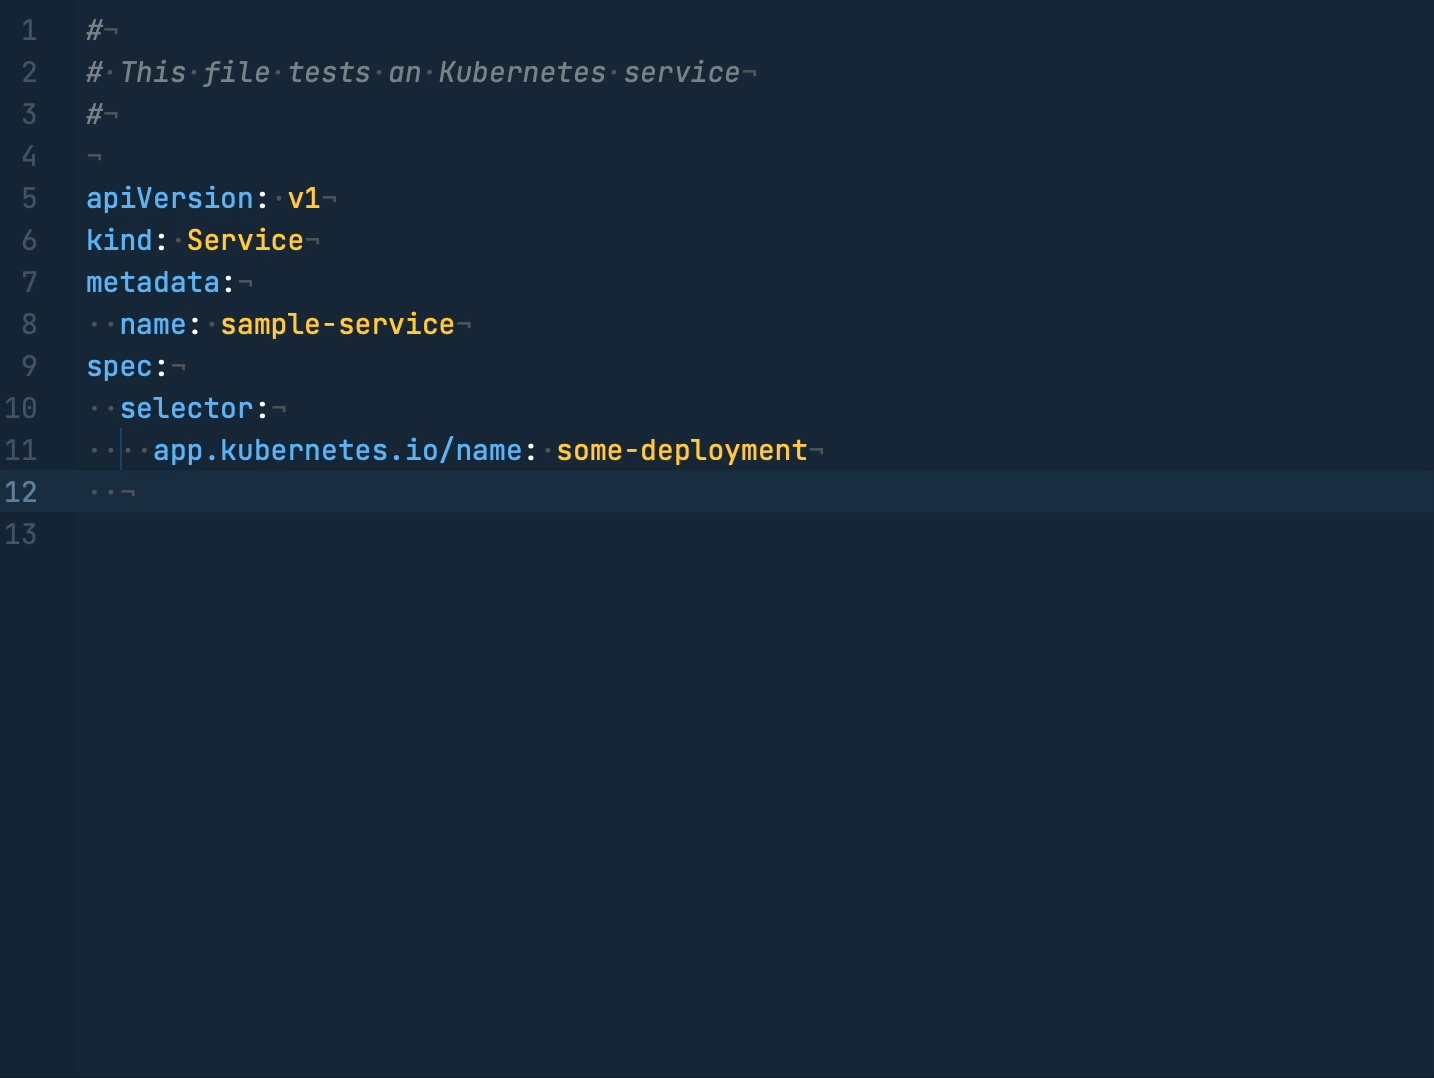 1 #¬
2 #·This·file·tests·an·Kubernetes·service¬
3 #¬
4 ¬
5 apiVersion:·v1¬
6 kind:·Service¬
7 metadata:¬
8 ··name:·sample-service¬
9 spec:¬
10 ··selector:¬
11 ····app.kubernetes.io/name:·some-deployment¬
12 ··¬
13